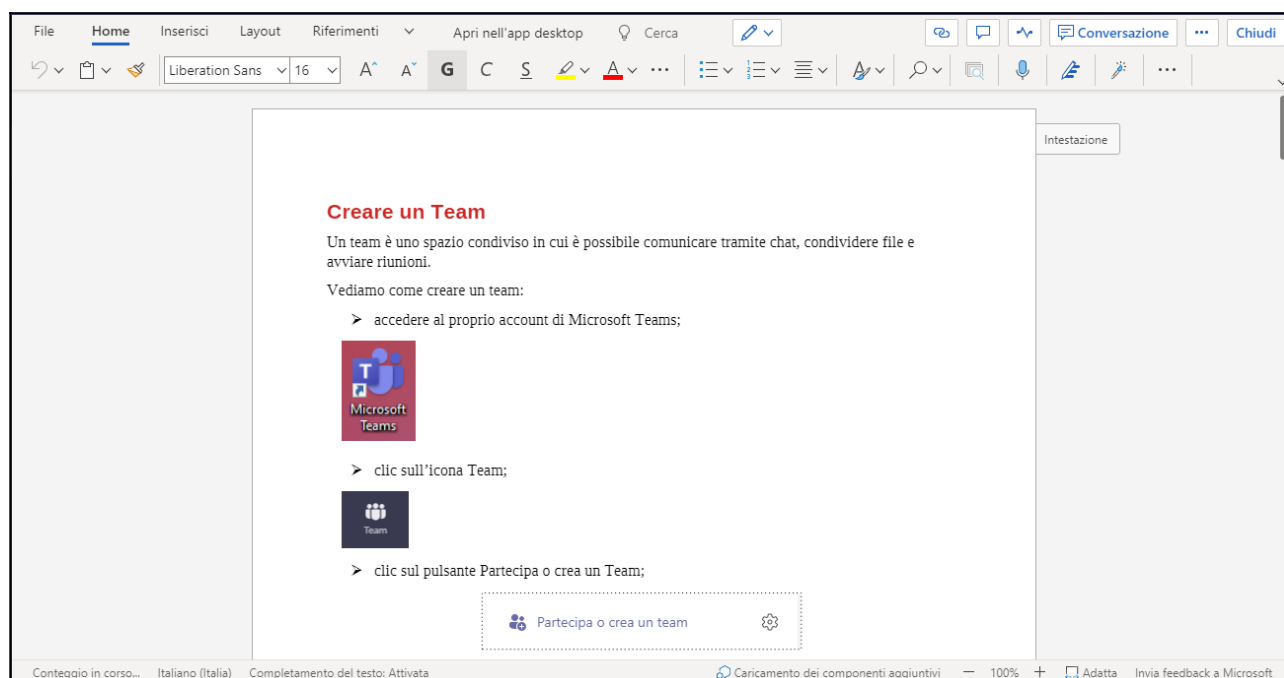 File Home Inserisci Layout Riferimenti Apri nell'app desktop Cerca Conversazione Chiudi
Liberation Sans 16 A A G C S A
Intestazione
Creare un Team
Un team è uno spazio condiviso in cui è possibile comunicare tramite chat, condividere file e
avviare riunioni.
Vediamo come creare un team:
➤ accedere al proprio account di Microsoft Teams;
T
Microsoft
Teams
➤ clic sull’icona Team;
Team
➤ clic sul pulsante Partecipa o crea un Team;
Partecipa o crea un team
Conteggio in corso... Italiano (Italia) Completamento del testo: Attivata Caricamento dei componenti aggiuntivi — 100% + Adatta Invia feedback a Microsoft